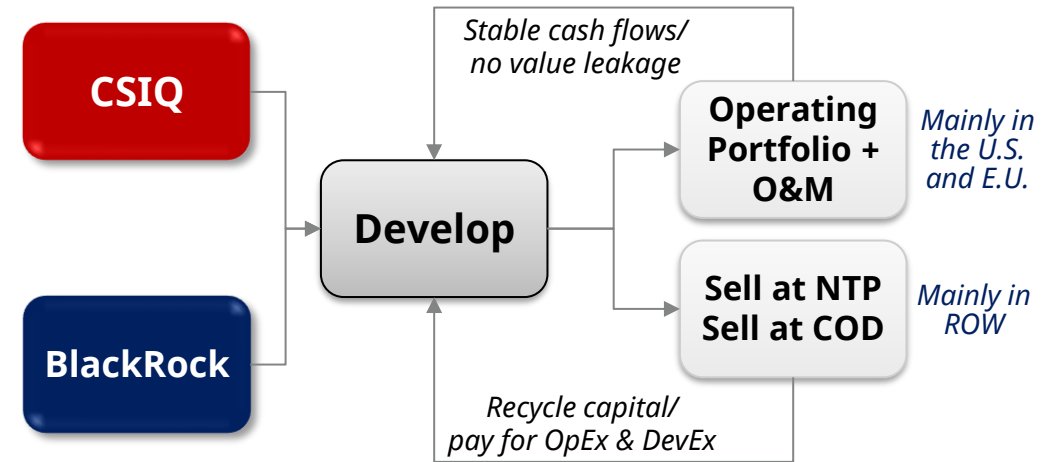 CSIQ
BlackRock
Develop
Stable cash flows/
no value leakage
Operating
Portfolio +
O&M
Mainly in
the U.S.
and E.U.
Sell at NTP
Sell at COD
Mainly in
ROW
Recycle capital/
pay for OpEx & DevEx